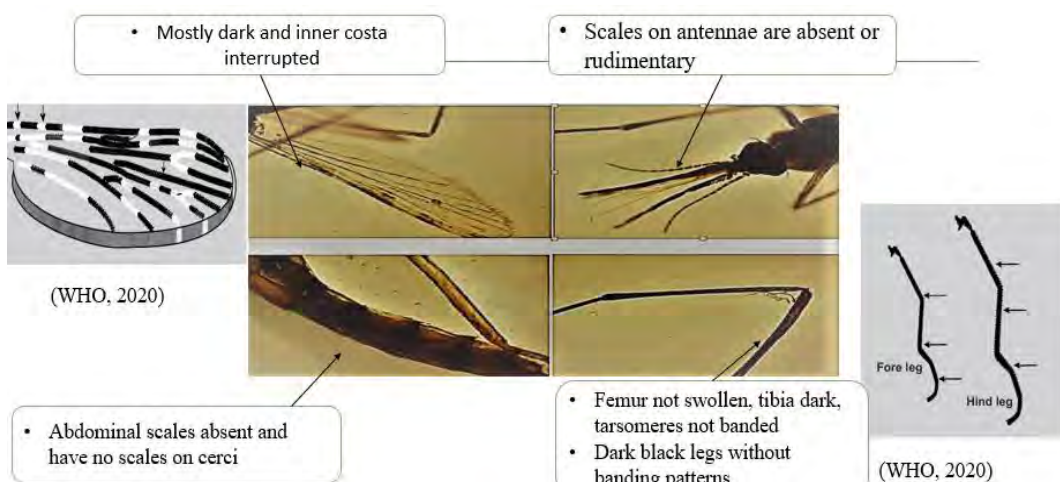 • Mostly dark and inner costa
interrupted
• Scales on antennae are absent or
rudimentary
(WHO, 2020)
Fore leg
Hind leg
• Abdominal scales absent and
have no scales on cerci
• Femur not swollen, tibia dark,
tarsomeres not banded
• Dark black legs without
banding patterns
(WHO, 2020)